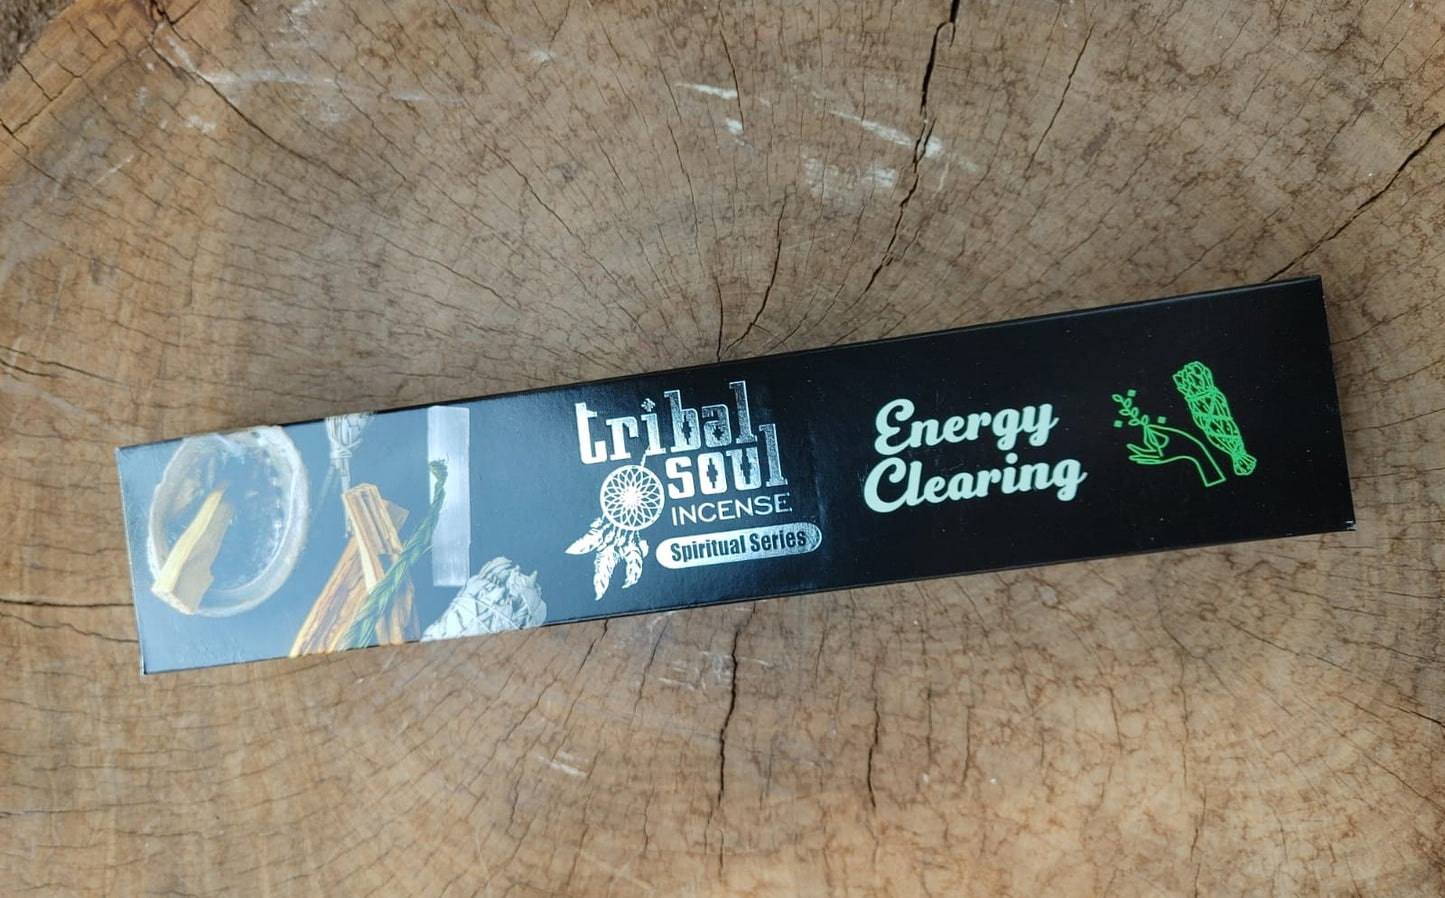 tribal
soul
INCENSE
Spiritual Series
Energy
Clearing